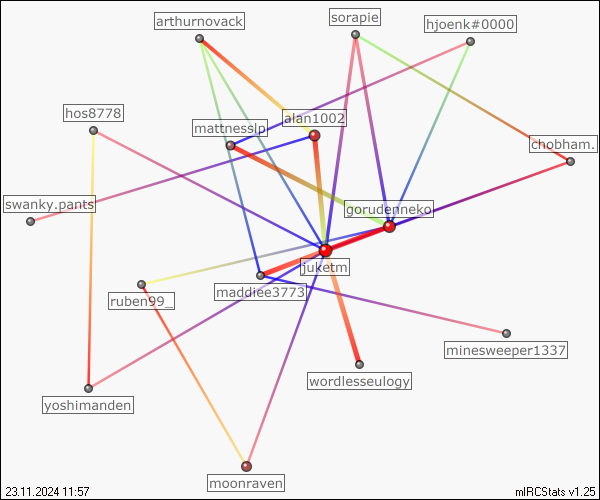 arthurnovack
sorapie
hjoenk#0000
hos8778
alan1002
mattnesslp
chobham.
swanky.pants
gorudenneko
juketm
maddiee3773
ruben99_
minesweeper1337
wordlesseulogy
yoshimanden
moonraven
23.11.2024 11:57
mIRCStats v1.25